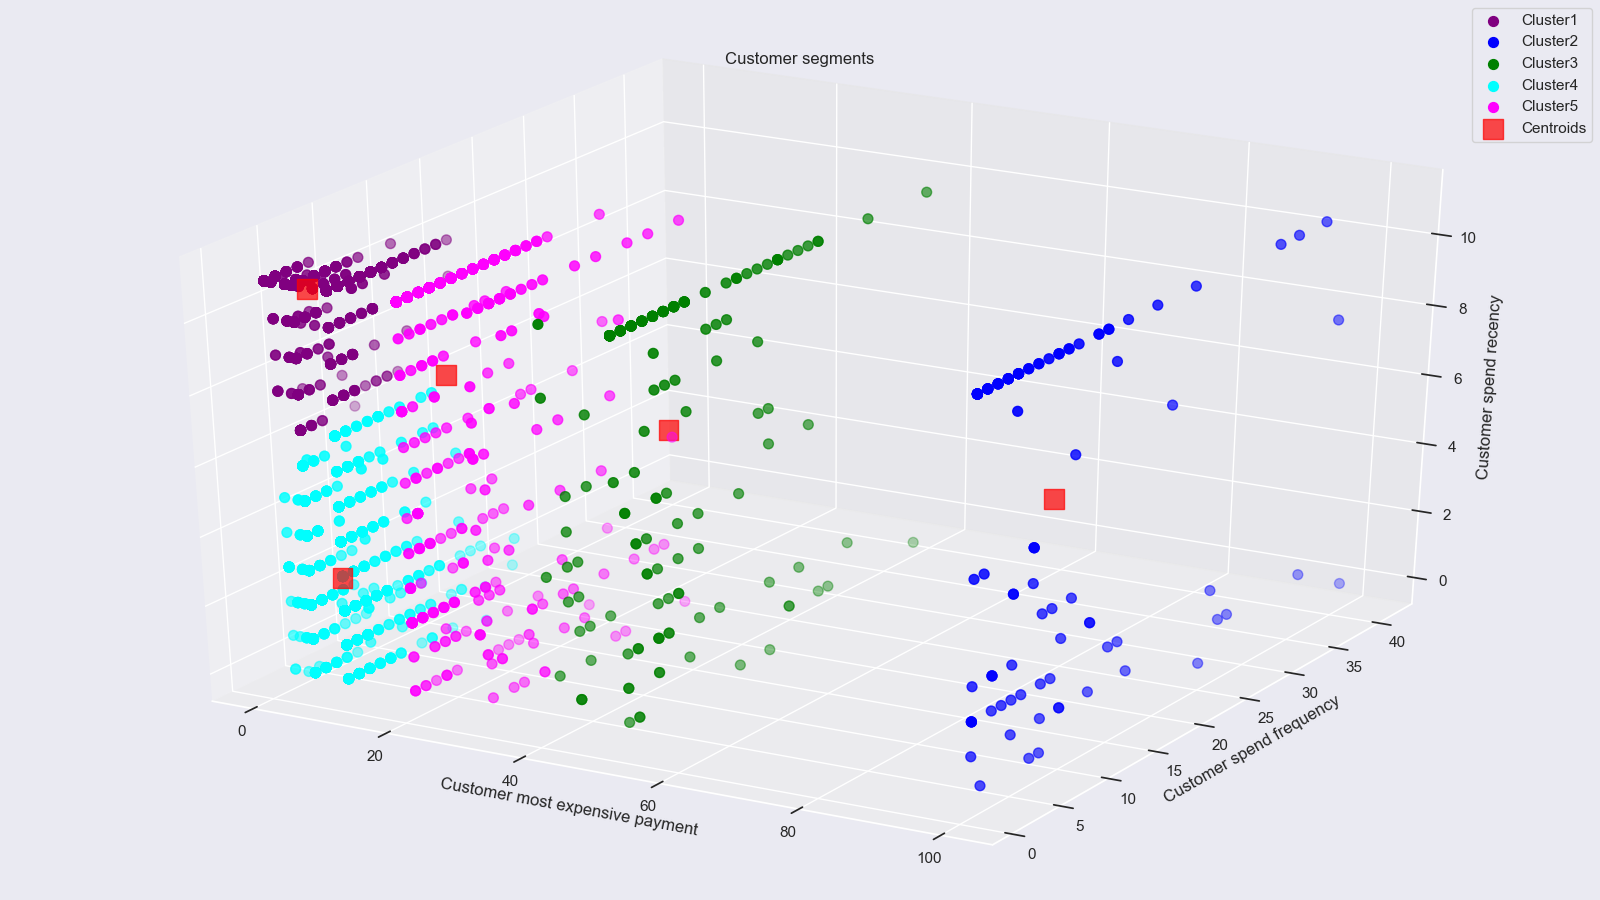 Customer segments
Cluster1
Cluster2
Cluster3
Cluster4
Cluster5
Centroids
10
8
6
4
2
0
Customer spend recency
40
35
30
25
20
15
10
5
0
Customer spend frequency
0
20
40
60
80
100
Customer most expensive payment